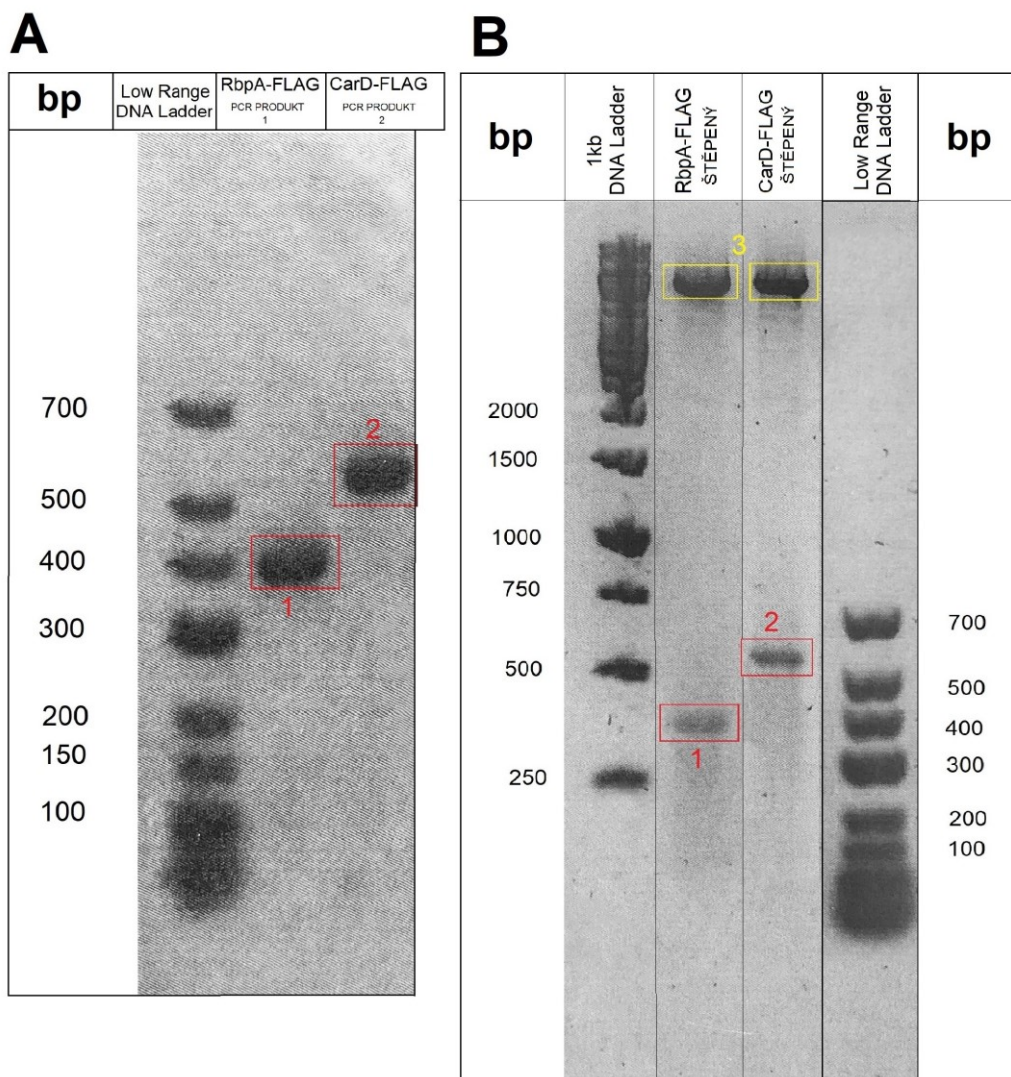 A
bp
Low Range
DNA Ladder
RbpA-FLAG
PCR PRODUKT
1
CarD-FLAG
PCR PRODUKT
2
700
500
400
300
200
150
100
2
1
B
bp
1kb
DNA Ladder
RbpA-FLAG
ŠTĚPENÝ
CarD-FLAG
ŠTĚPENÝ
Low Range
DNA Ladder
bp
3
2000
1500
1000
750
500
250
2
1
700
500
400
300
200
100